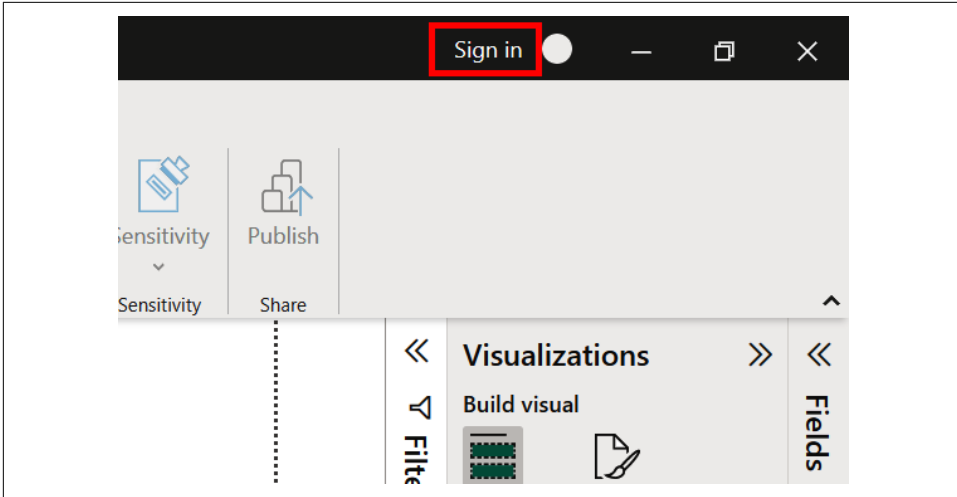 Sign in
Sensitivity
Publish
Sensitivity
Share
Visualizations
Build visual
Fields